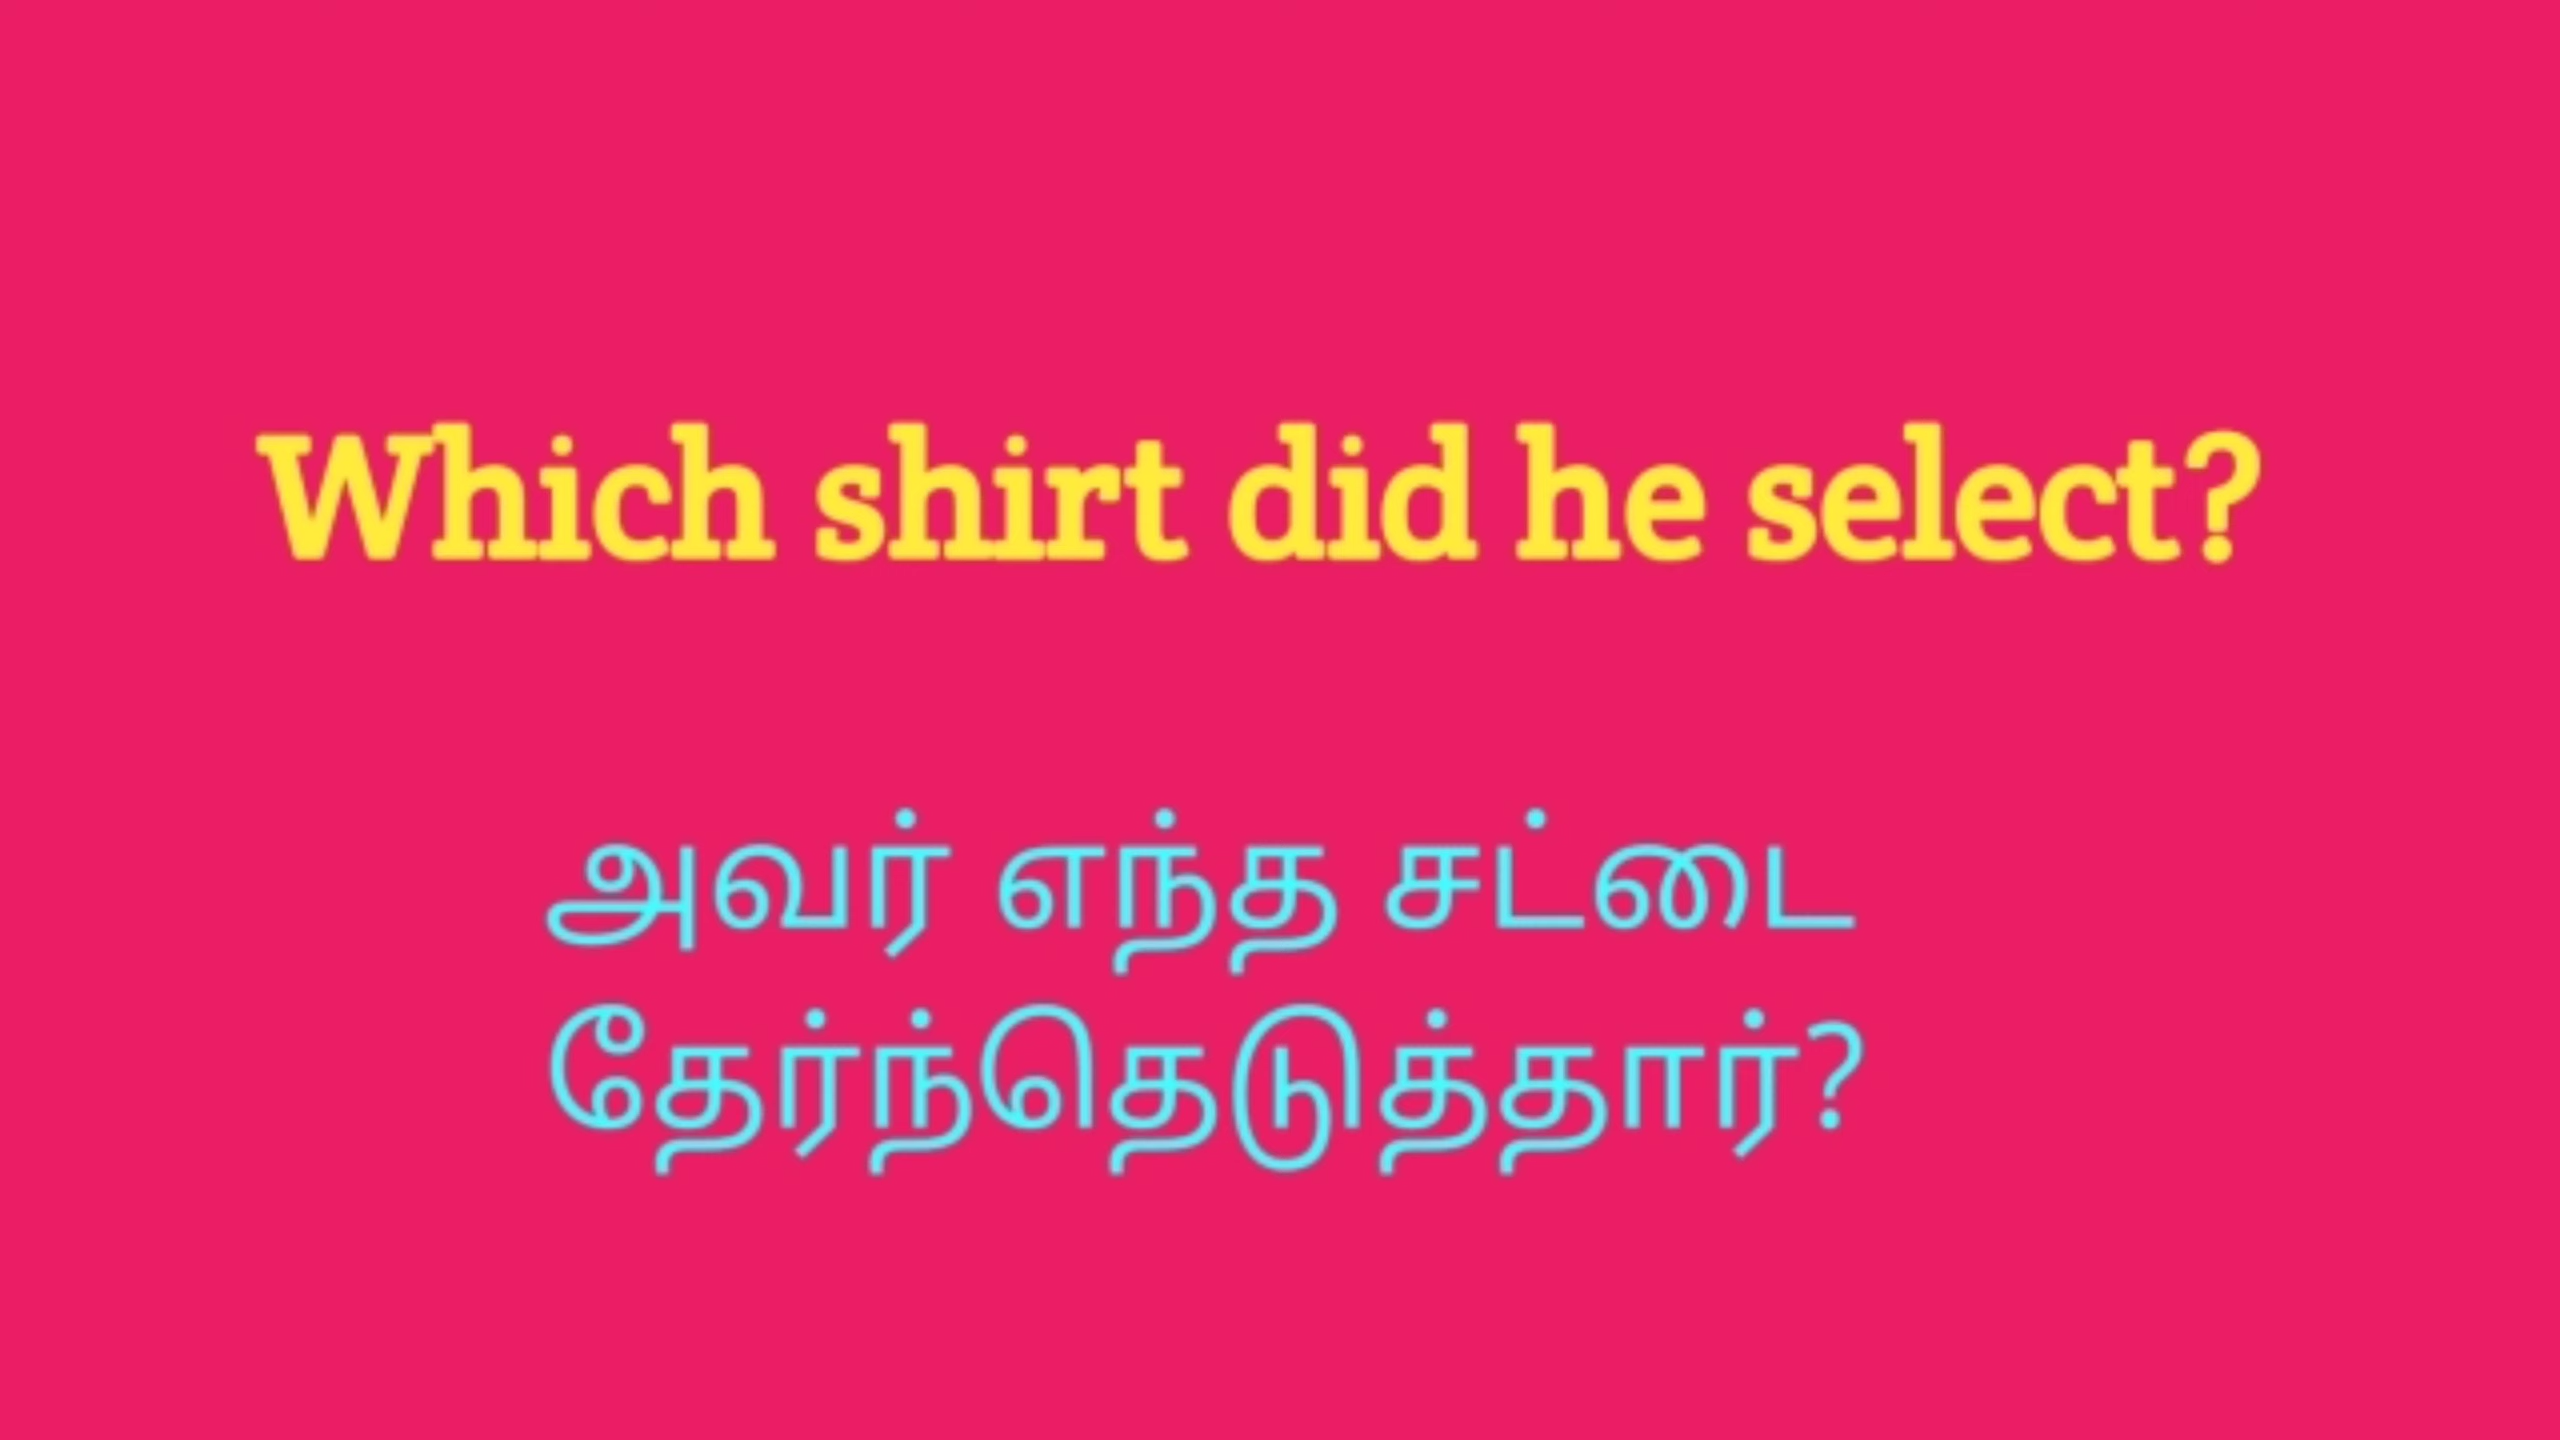 Which shirt did he select?
அவர் எந்த சட்டை
தேர்ந்தெடுத்தார்?